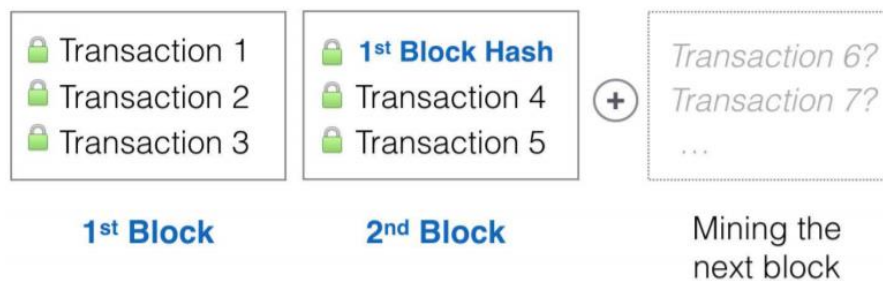 Transaction 1
Transaction 2
Transaction 3
1st Block
1st Block Hash
Transaction 4
Transaction 5
2nd Block
+
Transaction 6?
Transaction 7?
...
Mining the
next block